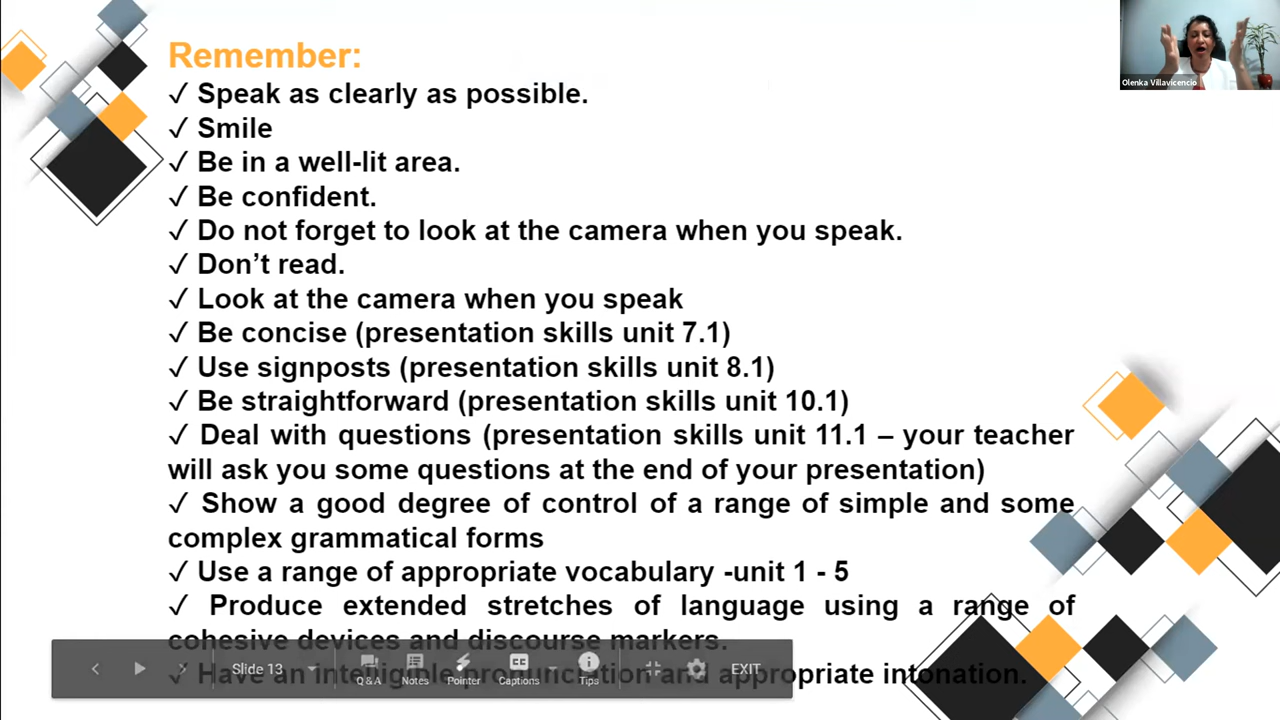 Remember:
✓ Speak as clearly as possible.
✓ Smile
✓ Be in a well-lit area.
✓ Be confident.
✓ Do not forget to look at the camera when you speak.
✓ Don’t read.
✓ Look at the camera when you speak
✓ Be concise (presentation skills unit 7.1)
✓ Use signposts (presentation skills unit 8.1)
✓ Be straightforward (presentation skills unit 10.1)
✓ Deal with questions (presentation skills unit 11.1 – your teacher
will ask you some questions at the end of your presentation)
✓ Show a good degree of control of a range of simple and some
complex grammatical forms
✓ Use a range of appropriate vocabulary -unit 1 - 5
✓ Produce extended stretches of language using a range of
cohesive devices and discourse markers.
✓ Have an intelligible pronunciation and appropriate intonation.
Slide 13
Q & A
Notes
Pointer
CC
Captions
Tips
EXIT
Olenka Villavicencio